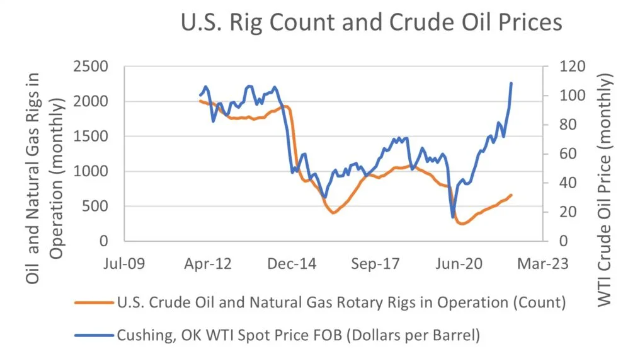 U.S. Rig Count and Crude Oil Prices
Oil and Natural Gas Rigs in
Operation (monthly)
2500
2000
1500
1000
500
0
120
100
80
60
40
20
0
WTI Crude Oil Price (monthly)
Jul-09 Apr-12 Dec-14 Sep-17 Jun-20 Mar-23
U.S. Crude Oil and Natural Gas Rotary Rigs in Operation (Count)
Cushing, OK WTI Spot Price FOB (Dollars per Barrel)